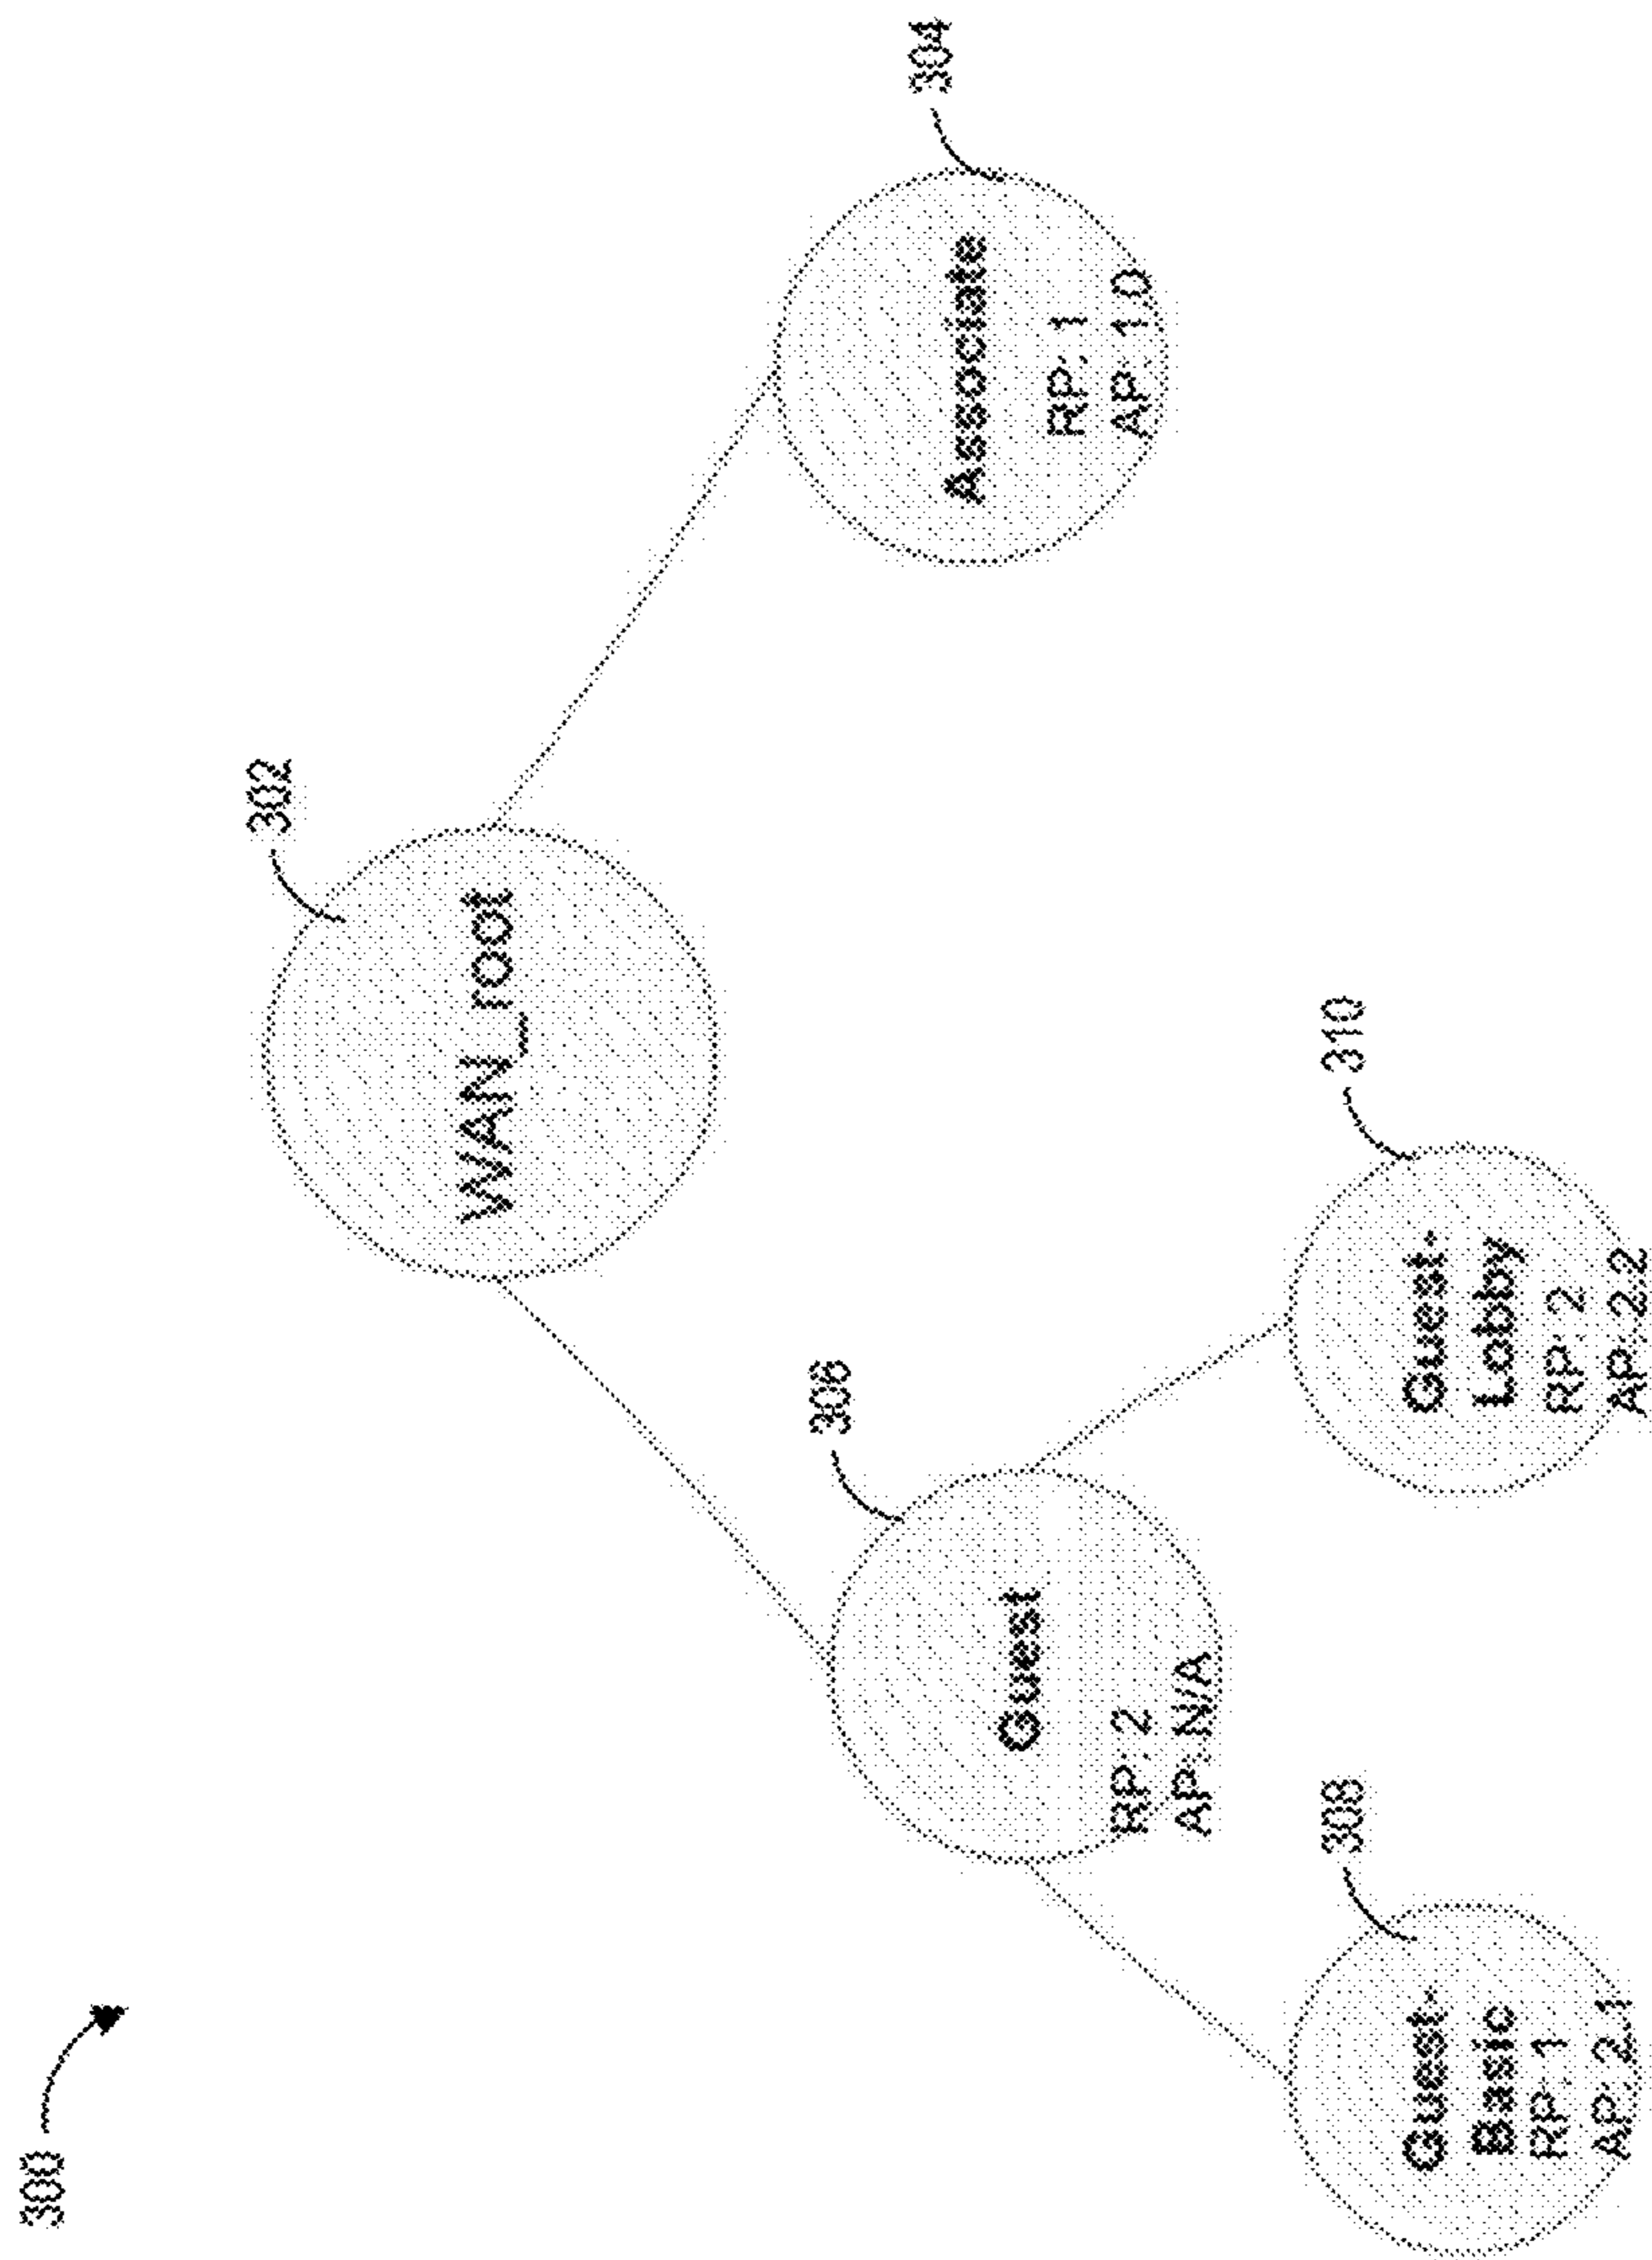 300
302
WAN_root
304
Associate
RP: 1
AP: 1.0
306
Guest
RP: 2
AP: N/A
308
Guest-
Basic
RP: 1
AP: 2.1
310
Guest-
Lobby
RP: 2
AP: 2.2